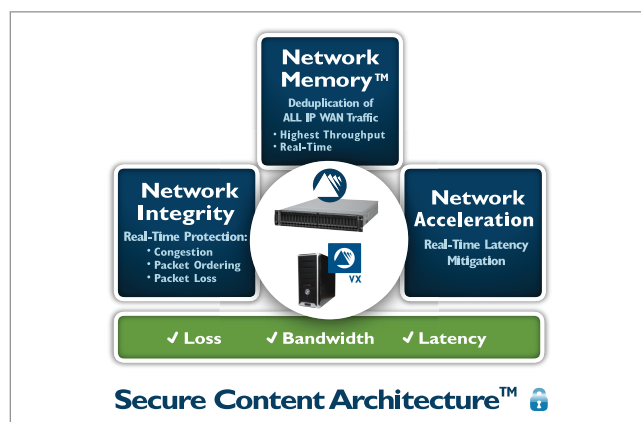 Network
Memory™
Deduplication of
ALL IP WAN Traffic
• Highest Throughput
• Real-Time
Network
Integrity
Real-Time Protection:
• Congestion
• Packet Ordering
• Packet Loss
Network
Acceleration
Real-Time Latency
Mitigation
VX
✓ Loss ✓ Bandwidth ✓ Latency
Secure Content Architecture™